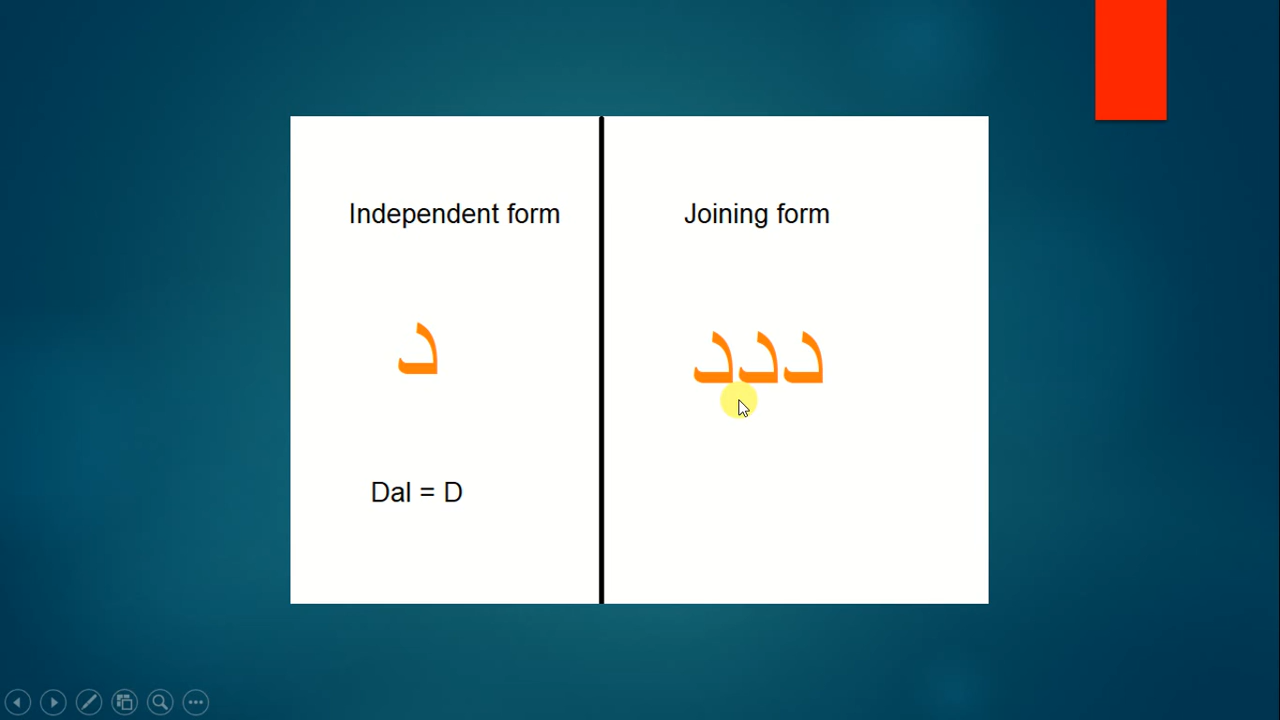 Independent form
Joining form
د
ددد
Dal = D